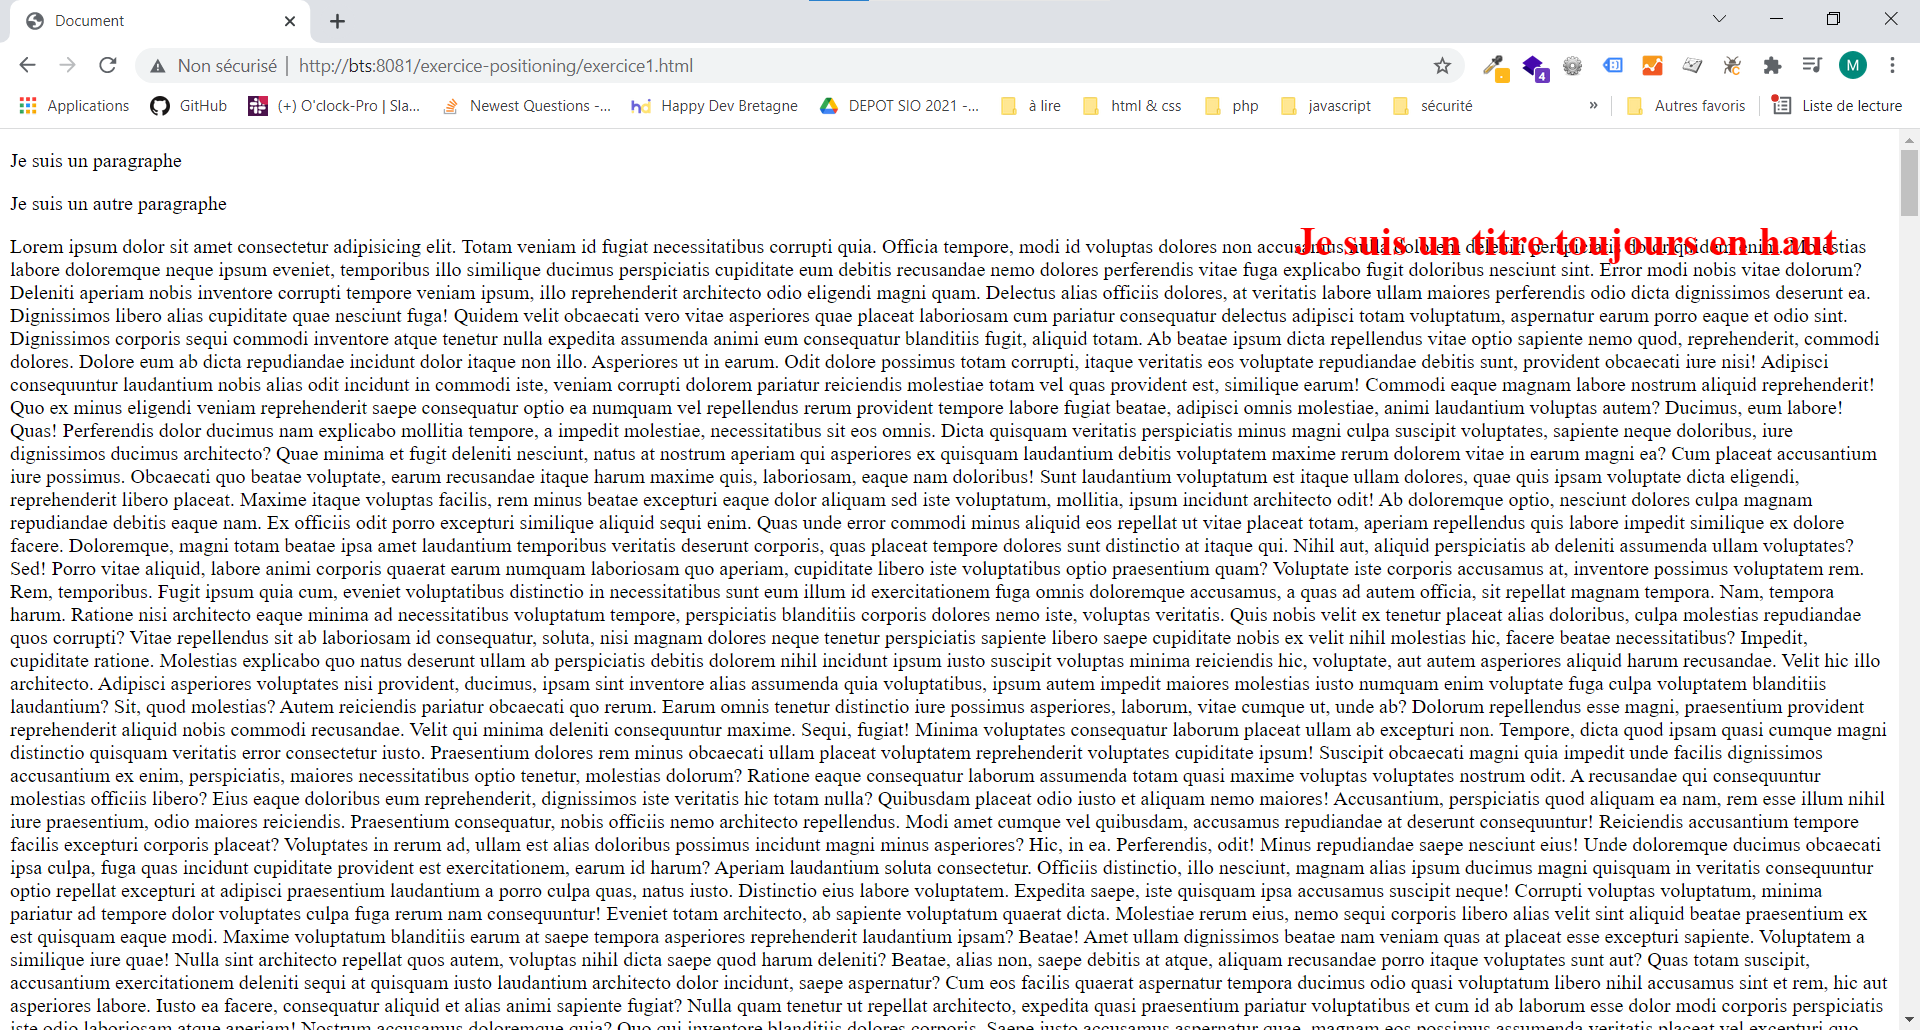 Document
Non sécurisé | http://bts:8081/exercice-positioning/exercice1.html
4
M
Applications GitHub (+) O'clock-Pro | Sla... Newest Questions -... Happy Dev Bretagne DEPOT SIO 2021 -... à lire html & css php javascript sécurité » Autres favoris Liste de lecture
Je suis un paragraphe
Je suis un autre paragraphe
Je suis un titre toujours en haut
Lorem ipsum dolor sit amet consectetur adipisicing elit. Totam veniam id fugiat necessitatibus corrupti quia. Officia tempore, modi id voluptas dolores non accusamus nulla dolorem deleniti perspiciatis dolor quidem enim. Molestias
labore doloremque neque ipsum eveniet, temporibus illo similique ducimus perspiciatis cupiditate eum debitis recusandae nemo dolores perferendis vitae fuga explicabo fugit doloribus nesciunt sint. Error modi nobis vitae dolorum?
Deleniti aperiam nobis inventore corrupti tempore veniam ipsum, illo reprehenderit architecto odio eligendi magni quam. Delectus alias officiis dolores, at veritatis labore ullam maiores perferendis odio dicta dignissimos deserunt ea.
Dignissimos libero alias cupiditate quae nesciunt fuga! Quidem velit obcaecati vero vitae asperiores quae placeat laboriosam cum pariatur consequatur delectus adipisci totam voluptatum, aspernatur earum porro eaque et odio sint.
Dignissimos corporis sequi commodi inventore atque tenetur nulla expedita assumenda animi eum consequatur blanditiis fugit, aliquid totam. Ab beatae ipsum dicta repellendus vitae optio sapiente nemo quod, reprehenderit, commodi
dolores. Dolore eum ab dicta repudiandae incidunt dolor itaque non illo. Asperiores ut in earum. Odit dolore possimus totam corrupti, itaque veritatis eos voluptate repudiandae debitis sunt, provident obcaecati iure nisi! Adipisci
consequuntur laudantium nobis alias odit incidunt in commodi iste, veniam corrupti dolorem pariatur reiciendis molestiae totam vel quas provident est, similique earum! Commodi eaque magnam labore nostrum aliquid reprehenderit!
Quo ex minus eligendi veniam reprehenderit saepe consequatur optio ea numquam vel repellendus rerum provident tempore labore fugiat beatae, adipisci omnis molestiae, animi laudantium voluptas autem? Ducimus, eum labore!
Quas! Perferendis dolor ducimus nam explicabo mollitia tempore, a impedit molestiae, necessitatibus sit eos omnis. Dicta quisquam veritatis perspiciatis minus magni culpa suscipit voluptates, sapiente neque doloribus, iure
dignissimos ducimus architecto? Quae minima et fugit deleniti nesciunt, natus at nostrum aperiam qui asperiores ex quisquam laudantium debitis voluptatem maxime rerum dolorem vitae in earum magni ea? Cum placeat accusantium
iure possimus. Obcaecati quo beatae voluptate, earum recusandae itaque harum maxime quis, laboriosam, eaque nam doloribus! Sunt laudantium voluptatum est itaque ullam dolores, quae quis ipsam voluptate dicta eligendi,
reprehenderit libero placeat. Maxime itaque voluptas facilis, rem minus beatae excepturi eaque dolor aliquam sed iste voluptatum, mollitia, ipsum incidunt architecto odit! Ab doloremque optio, nesciunt dolores culpa magnam
repudiandae debitis eaque nam. Ex officiis odit porro excepturi similique aliquid sequi enim. Quas unde error commodi minus aliquid eos repellat ut vitae placeat totam, aperiam repellendus quis labore impedit similique ex dolore
facere. Doloremque, magni totam beatae ipsa amet laudantium temporibus veritatis deserunt corporis, quas placeat tempore dolores sunt distinctio at itaque qui. Nihil aut, aliquid perspiciatis ab deleniti assumenda ullam voluptates?
Sed! Porro vitae aliquid, labore animi corporis quaerat earum numquam laboriosam quo aperiam, cupiditate libero iste voluptatibus optio praesentium quam? Voluptate iste corporis accusamus at, inventore possimus voluptatem rem.
Rem, temporibus. Fugit ipsum quia cum, eveniet voluptatibus distinctio in necessitatibus sunt eum illum id exercitationem fuga omnis doloremque accusamus, a quas ad autem officia, sit repellat magnam tempora. Nam, tempora
harum. Ratione nisi architecto eaque minima ad necessitatibus voluptatum tempore, perspiciatis blanditiis corporis dolores nemo iste, voluptas veritatis. Quis nobis velit ex tenetur placeat alias doloribus, culpa molestias repudiandae
quos corrupti? Vitae repellendus sit ab laboriosam id consequatur, soluta, nisi magnam dolores neque tenetur perspiciatis sapiente libero saepe cupiditate nobis ex velit nihil molestias hic, facere beatae necessitatibus? Impedit,
cupiditate ratione. Molestias explicabo quo natus deserunt ullam ab perspiciatis debitis dolorem nihil incidunt ipsum iusto suscipit voluptas minima reiciendis hic, voluptate, aut autem asperiores aliquid harum recusandae. Velit hic illo
architecto. Adipisci asperiores voluptates nisi provident, ducimus, ipsam sint inventore alias assumenda quia voluptatibus, ipsum autem impedit maiores molestias iusto numquam enim voluptate fuga culpa voluptatem blanditiis
laudantium? Sit, quod molestias? Autem reiciendis pariatur obcaecati quo rerum. Earum omnis tenetur distinctio iure possimus asperiores, laborum, vitae cumque ut, unde ab? Dolorum repellendus esse magni, praesentium provident
reprehenderit aliquid nobis commodi recusandae. Velit qui minima deleniti consequuntur maxime. Sequi, fugiat! Minima voluptates consequatur laborum placeat ullam ab excepturi non. Tempore, dicta quod ipsam quasi cumque magni
distinctio quisquam veritatis error consectetur iusto. Praesentium dolores rem minus obcaecati ullam placeat voluptatem reprehenderit voluptates cupiditate ipsum! Suscipit obcaecati magni quia impedit unde facilis dignissimos
accusantium ex enim, perspiciatis, maiores necessitatibus optio tenetur, molestias dolorum? Ratione eaque consequatur laborum assumenda totam quasi maxime voluptas voluptates nostrum odit. A recusandae qui consequuntur
molestias officiis libero? Eius eaque doloribus eum reprehenderit, dignissimos iste veritatis hic totam nulla? Quibusdam placeat odio iusto et aliquam nemo maiores! Accusantium, perspiciatis quod aliquam ea nam, rem esse illum nihil
iure praesentium, odio maiores reiciendis. Praesentium consequatur, nobis officiis nemo architecto repellendus. Modi amet cumque vel quibusdam, accusamus repudiandae at deserunt consequuntur! Reiciendis accusantium tempore
facilis excepturi corporis placeat? Voluptates in rerum ad, ullam est alias doloribus possimus incidunt magni minus asperiores? Hic, in ea. Perferendis, odit! Minus repudiandae saepe nesciunt eius! Unde doloremque ducimus obcaecati
ipsa culpa, fuga quas incidunt cupiditate provident est exercitationem, earum id harum? Aperiam laudantium soluta consectetur. Officiis distinctio, illo nesciunt, magnam alias ipsum ducimus magni quisquam in veritatis consequuntur
optio repellat excepturi at adipisci praesentium laudantium a porro culpa quas, natus iusto. Distinctio eius labore voluptatem. Expedita saepe, iste quisquam ipsa accusamus suscipit neque! Corrupti voluptas voluptatum, minima
pariatur ad tempore dolor voluptates culpa fuga rerum nam consequuntur! Eveniet totam architecto, ab sapiente voluptatum quaerat dicta. Molestiae rerum eius, nemo sequi corporis libero alias velit sint aliquid beatae praesentium ex
est quisquam eaque modi. Maxime voluptatum blanditiis earum at saepe tempora asperiores reprehenderit laudantium ipsam? Beatae! Amet ullam dignissimos beatae nam veniam quas at placeat esse excepturi sapiente. Voluptatem a
similique iure quae! Nulla sint architecto repellat quos autem, voluptas nihil dicta saepe quod harum deleniti? Beatae, alias non, saepe debitis at atque, aliquam recusandae porro itaque voluptates sunt aut? Quas totam suscipit,
accusantium exercitationem deleniti sequi at quisquam iusto laudantium architecto dolor incidunt, saepe aspernatur? Cum eos facilis quaerat aspernatur tempora ducimus odio quasi voluptatum libero nihil accusamus sint et rem, hic aut
asperiores labore. Iusto ea facere, consequatur aliquid et alias animi sapiente fugiat? Nulla quam tenetur ut repellat architecto, expedita quasi praesentium pariatur voluptatibus et cum id ab laborum esse dolor modi corporis perspiciatis
iste odio laboriosam atque aperiam! Nostrum accusamus doloremque quia? Quo qui inventore blanditiis dolores corporis. Saepe iusto accusamus aspernatur quae, magnam eos possimus assumenda veritatis placeat vel excepturi quo